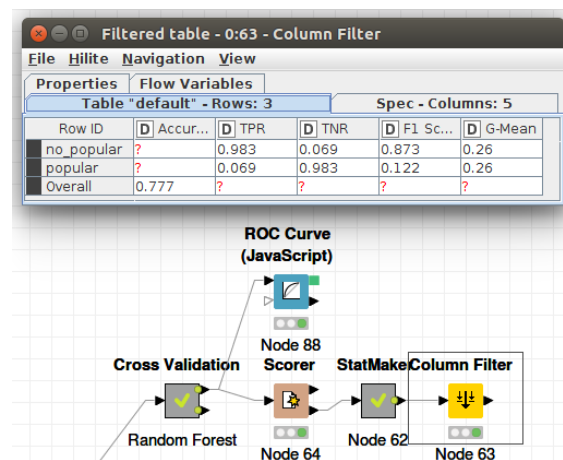 Filtered table - 0:63 - Column Filter
File Hilite Navigation View
Properties Flow Variables
Table "default" - Rows: 3 Spec - Columns: 5
Row ID D Accur... D TPR D TNR D F1 Sc... D G-Mean
no_popular ? 0.983 0.069 0.873 0.26
popular ? 0.069 0.983 0.122 0.26
Overall 0.777 ? ? ? ?
ROC Curve
(JavaScript)
Node 88
Cross Validation Scorer StatMaker Column Filter
Random Forest Node 64 Node 62 Node 63